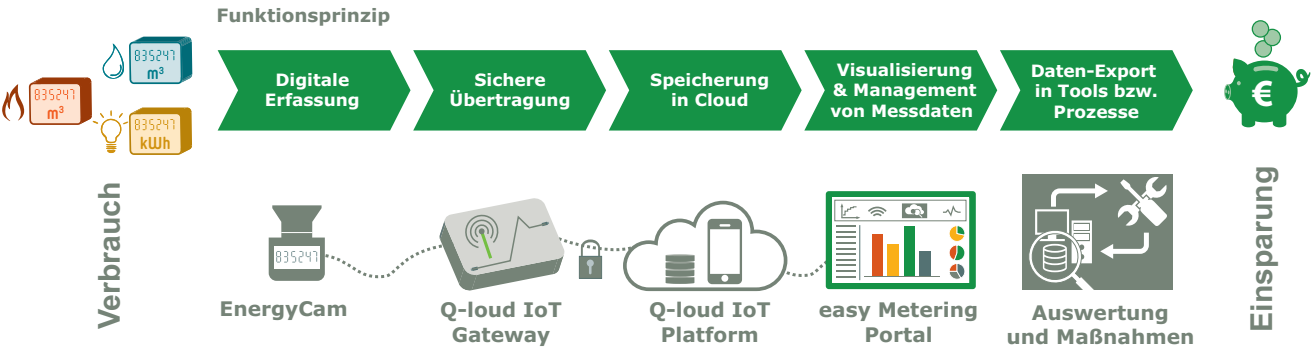 Funktionsprinzip
835247
m³
835247
m³
835247
kWh
Digitale
Erfassung
Sichere
Übertragung
Speicherung
in Cloud
Visualisierung
& Management
von Messdaten
Daten-Export
in Tools bzw.
Prozesse
€
Verbrauch
835247
EnergyCam
Q-loud IoT
Gateway
Q-loud IoT
Platform
easy Metering
Portal
Auswertung
und Maßnahmen
Einsparung